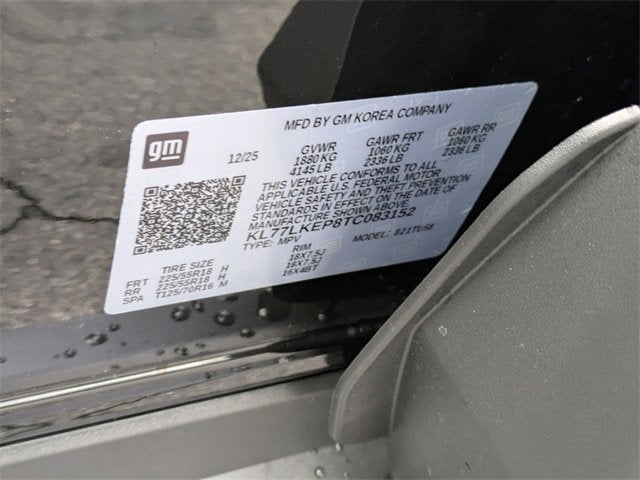 gm
MFD BY GM KOREA COMPANY
12/25
GVWR GAWR FRT GAWR RR
1880 KG 1060 KG 1060 KG
4145 LB 2336 LB 2336 LB
THIS VEHICLE CONFORMS TO ALL
APPLICABLE U.S. FEDERAL MOTOR
VEHICLE SAFETY AND THEFT PREVENTION
STANDARDS IN EFFECT ON THE DATE OF
MANUFACTURE SHOWN ABOVE.
KL77LKEP8TC083152
TYPE: MPV MODEL: 821TU58
TIRE SIZE RIM
FRT 225/55R18 H 18X7.5J
RR 225/55R18 H 18X7.5J
SPA T125/70R16 M 16X4BT